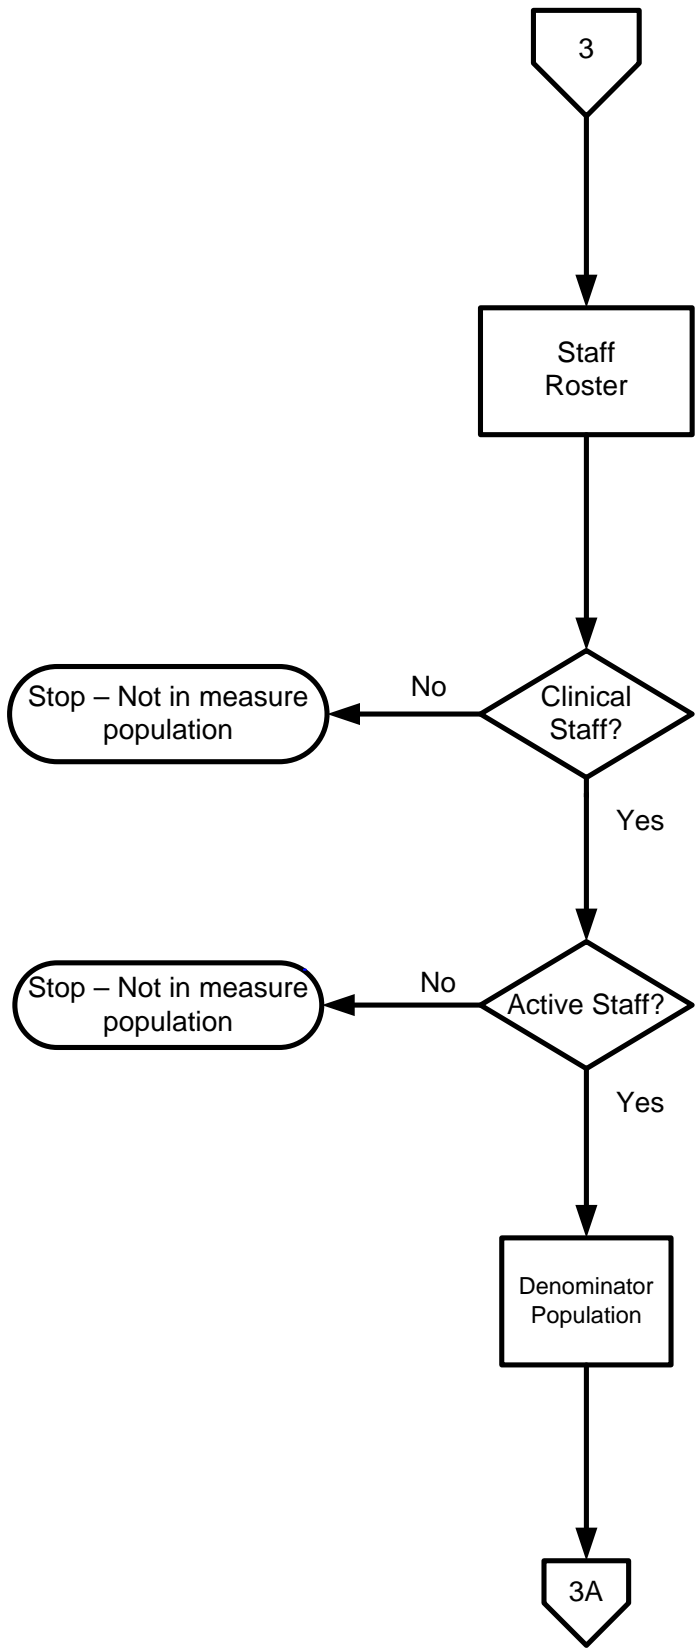 3
Staff
Roster
No
Clinical
Staff?
Stop – Not in measure
population
Yes
No
Active Staff?
Stop – Not in measure
population
Yes
Denominator
Population
3A